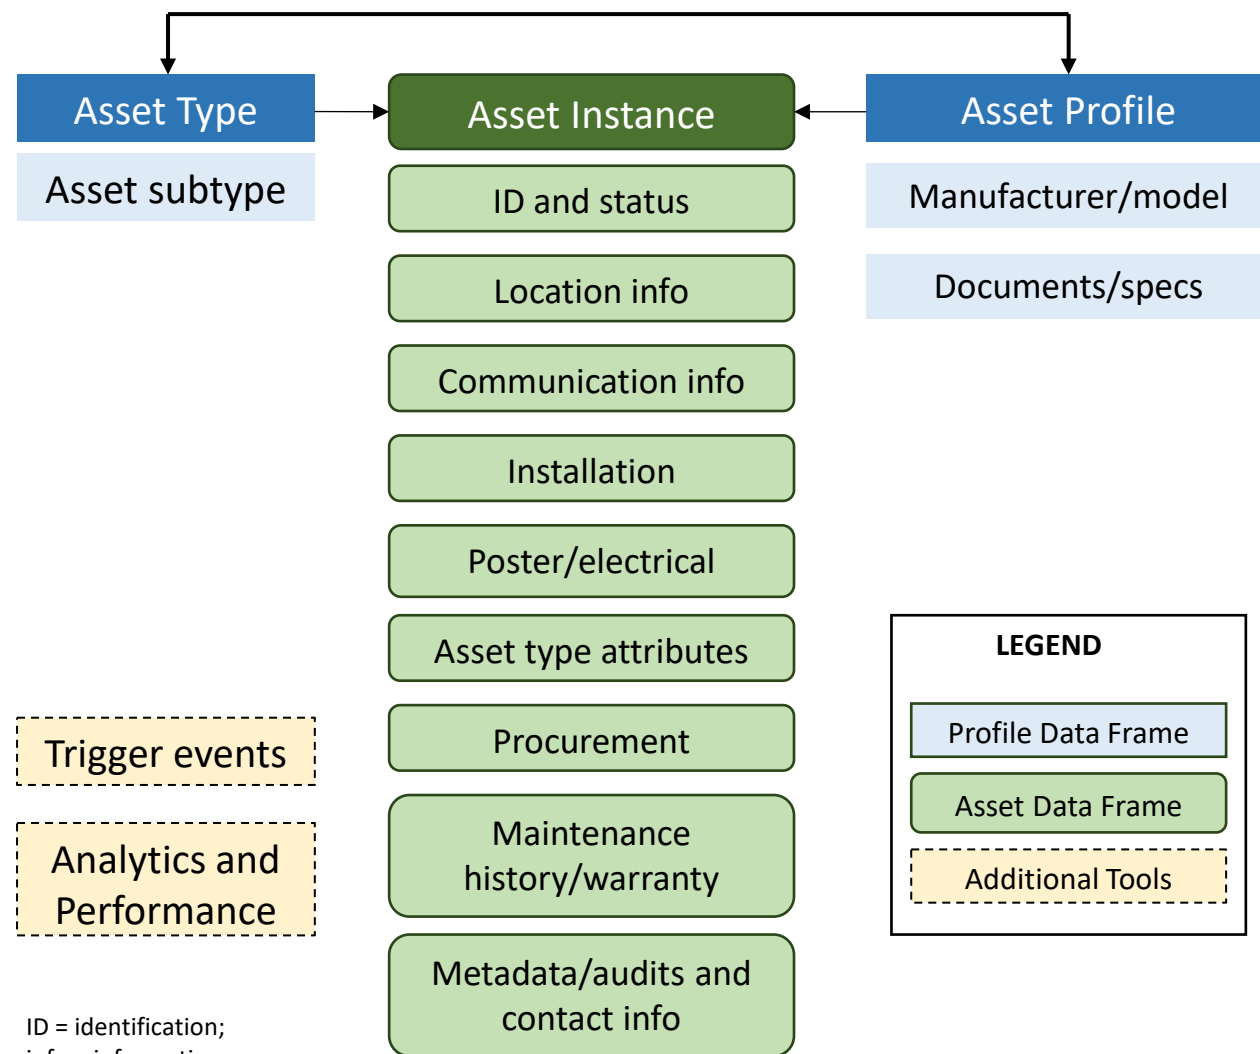 Asset Type
Asset subtype
Asset Instance
ID and status
Location info
Communication info
Installation
Poster/electrical
Asset type attributes
Procurement
Maintenance
history/warranty
Metadata/audits and
contact info
Asset Profile
Manufacturer/model
Documents/specs
Trigger events
Analytics and
Performance
LEGEND
Profile Data Frame
Asset Data Frame
Additional Tools
ID = identification;